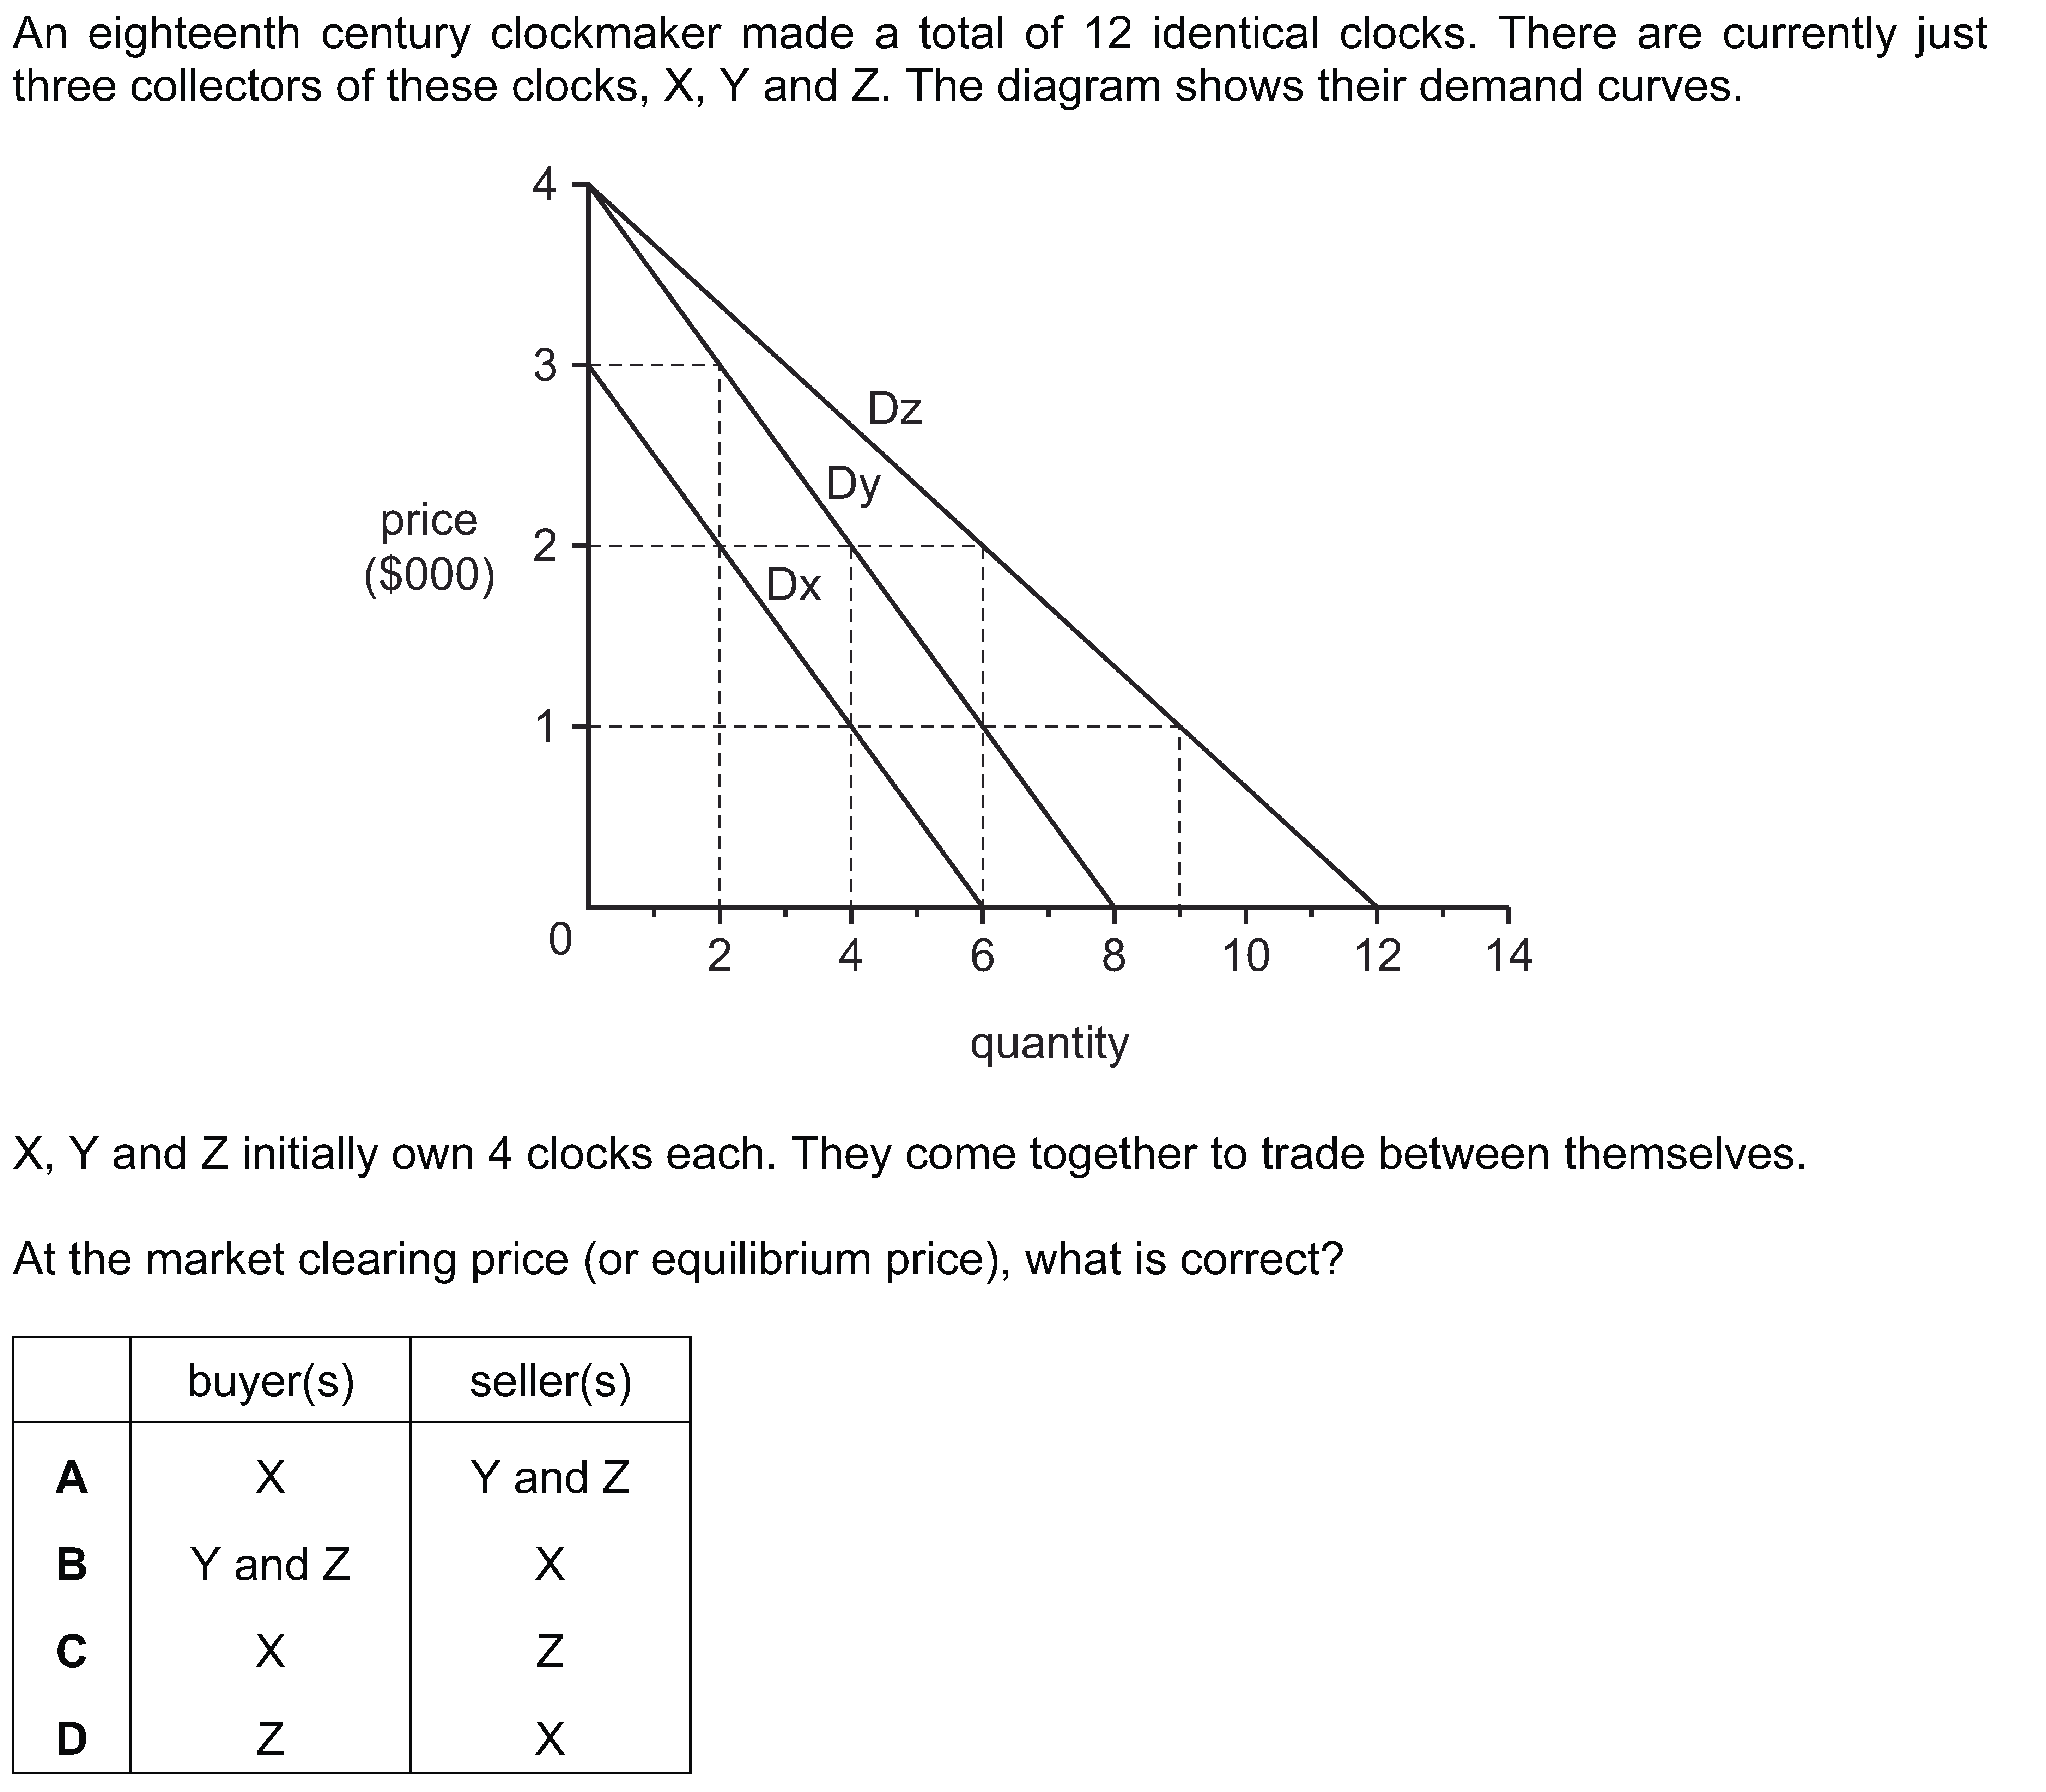 An eighteenth century clockmaker made a total of 12 identical clocks. There are currently just
three collectors of these clocks, X, Y and Z. The diagram shows their demand curves.
4
3
Dz
Dy
price
($000)
2
Dx
1
0
2 4 6 8 10 12 14
quantity
X, Y and Z initially own 4 clocks each. They come together to trade between themselves.
At the market clearing price (or equilibrium price), what is correct?
buyer(s) seller(s)
A X Y and Z
B Y and Z X
C X Z
D Z X